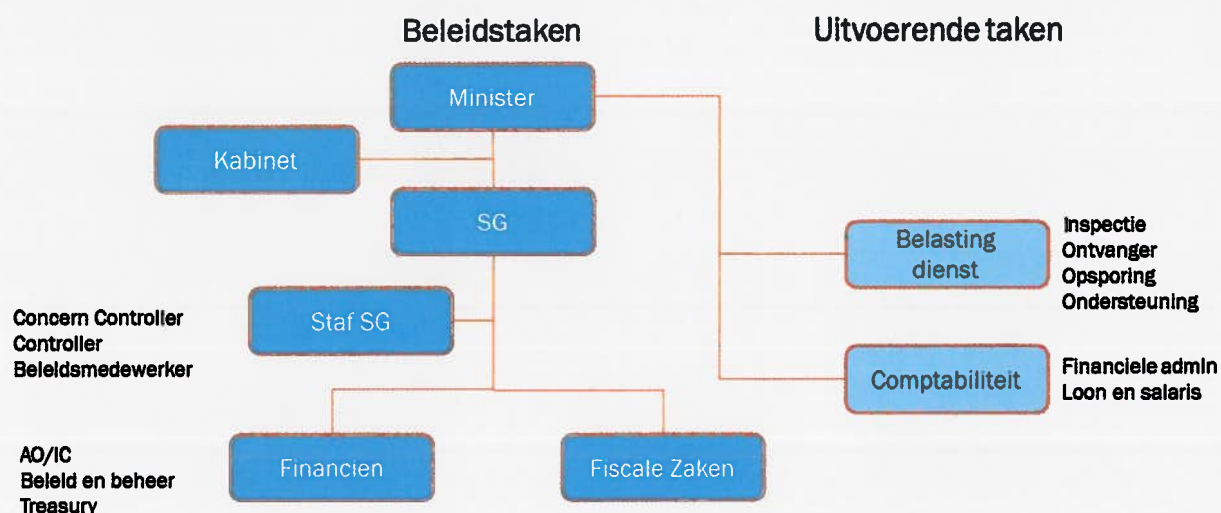 Beleidstaken
Uitvoerende taken
Minister
Kabinet
SG
Belasting
dienst
Inspectie
Ontvanger
Opsporing
Ondersteuning
Concern Controller
Controller
Beleidsmedewerker
Staf SG
Comptabiliteit
Financiele admin
Loon en salaris
AO/IC
Beleid en beheer
Treasury
Financien
Fiscale Zaken